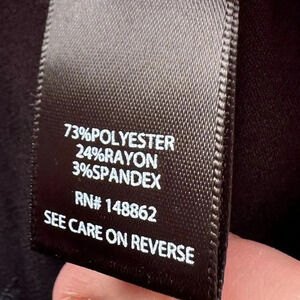 73%POLYESTER
24%RAYON
3%SPANDEX
RN# 148862
SEE CARE ON REVERSE